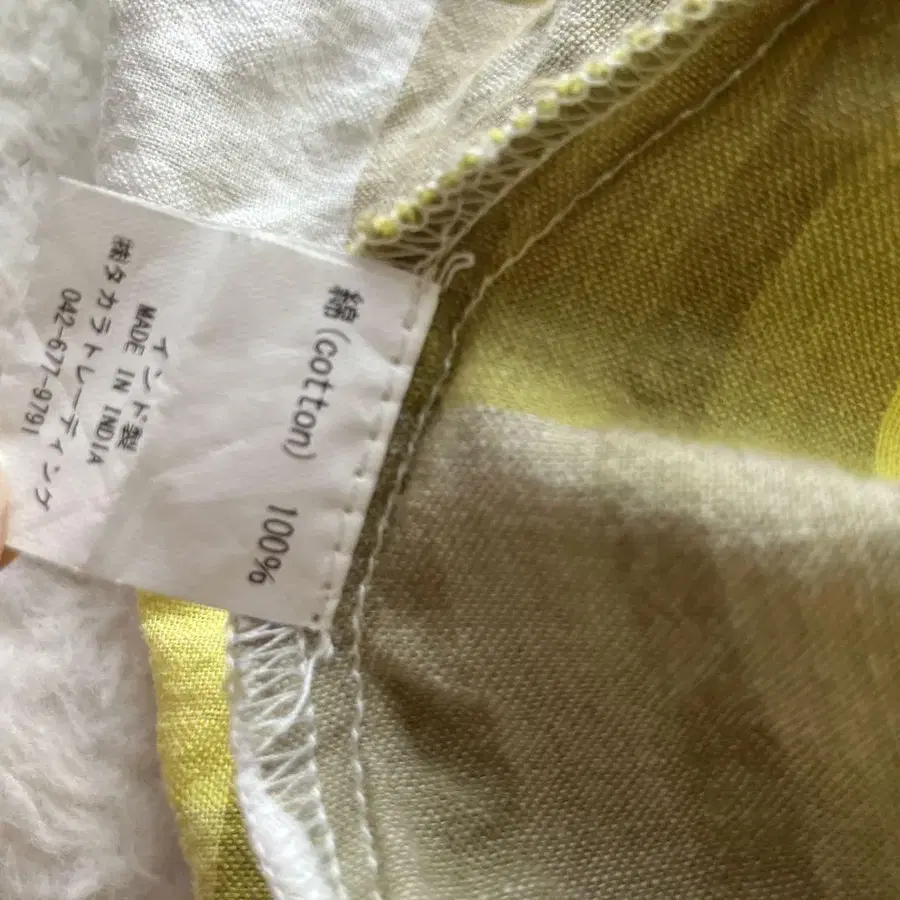 綿(cotton) 100%
インド製
MADE IN INDIA
㈱タカラトレーディング
042-677-9791